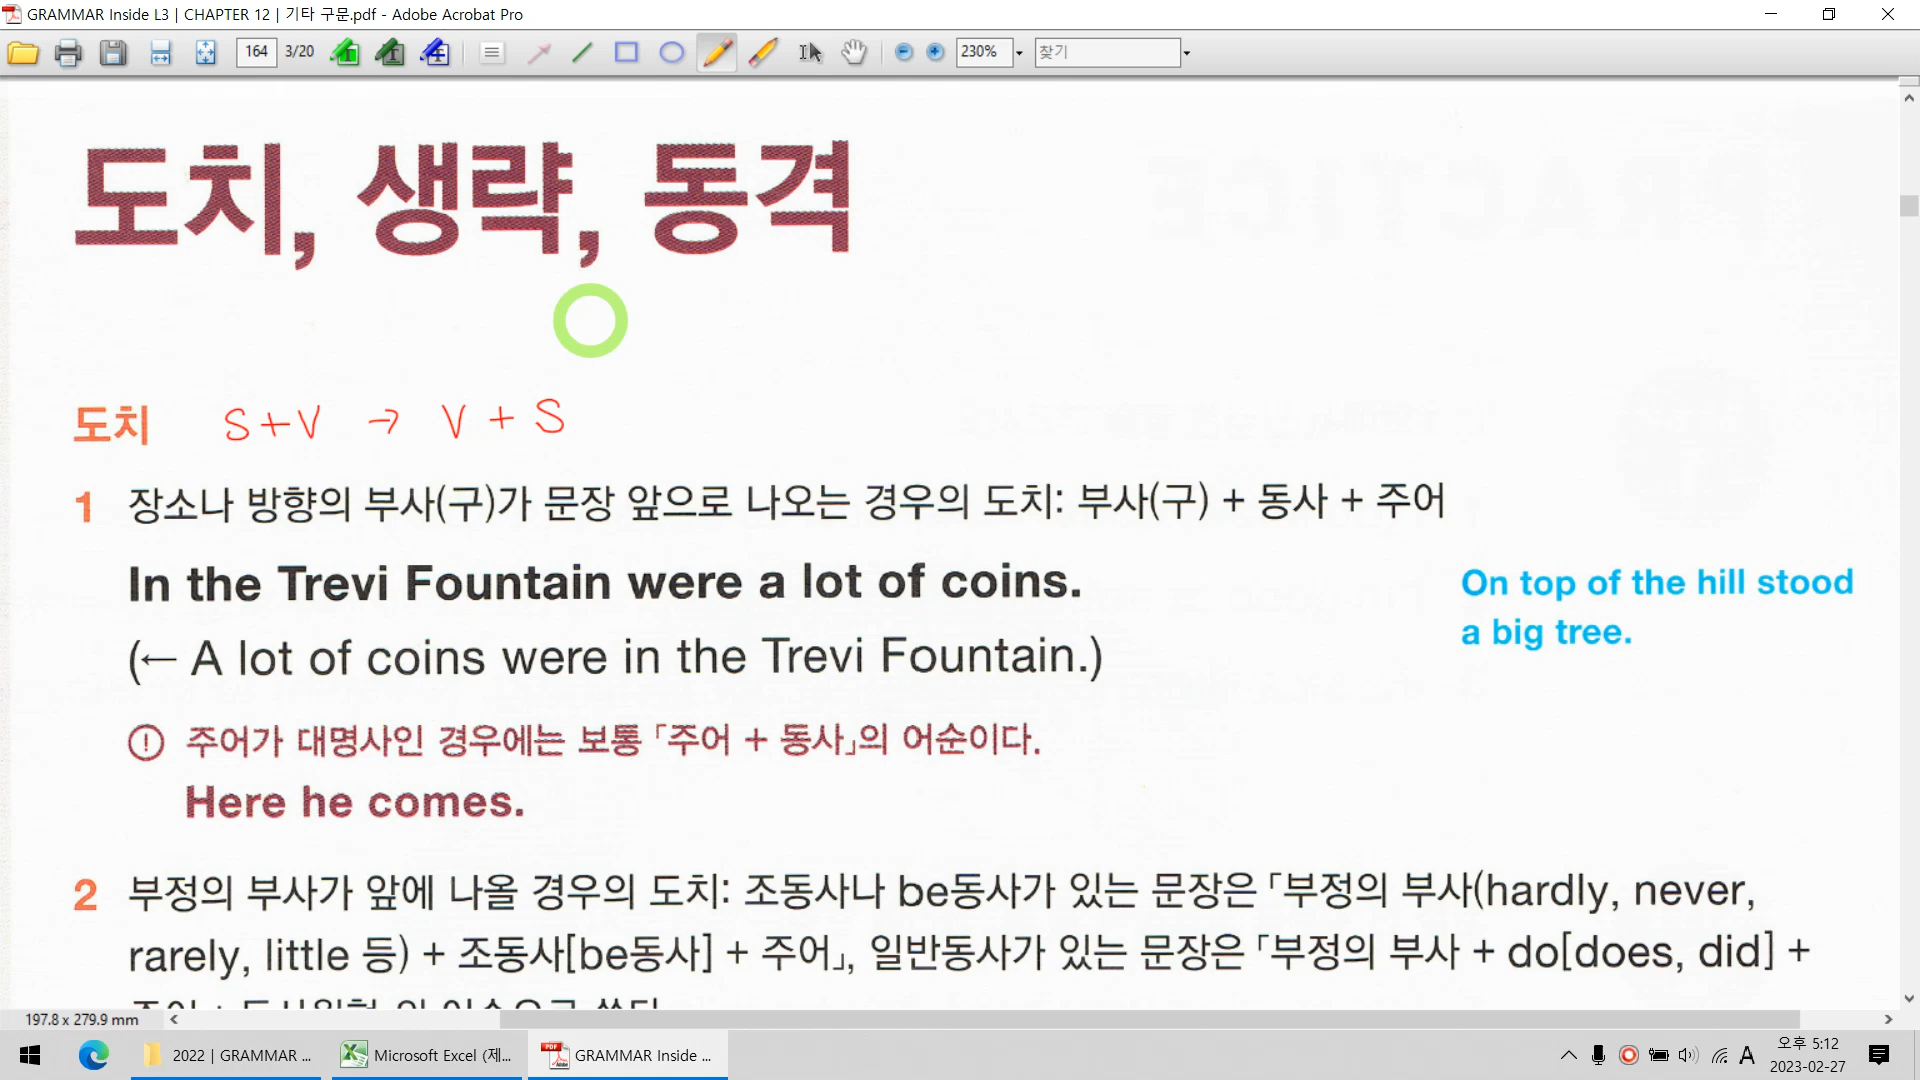 GRAMMAR Inside L3 | CHAPTER 12 | 기타 구문.pdf - Adobe Acrobat Pro
164 3/20 230% 찾기
도치, 생략, 동격
도치 S+V → V + S
1 장소나 방향의 부사(구)가 문장 앞으로 나오는 경우의 도치: 부사(구) + 동사 + 주어
In the Trevi Fountain were a lot of coins.
(← A lot of coins were in the Trevi Fountain.)
On top of the hill stood
a big tree.
! 주어가 대명사인 경우에는 보통 「주어 + 동사」의 어순이다.
Here he comes.
2 부정의 부사가 앞에 나올 경우의 도치: 조동사나 be동사가 있는 문장은 「부정의 부사(hardly, never,
rarely, little 등) + 조동사[be동사] + 주어」, 일반동사가 있는 문장은 「부정의 부사 + do[does, did] +
197.8 x 279.9 mm
2022 | GRAMMAR ... Microsoft Excel (제... GRAMMAR Inside ... A 오후 5:12
2023-02-27